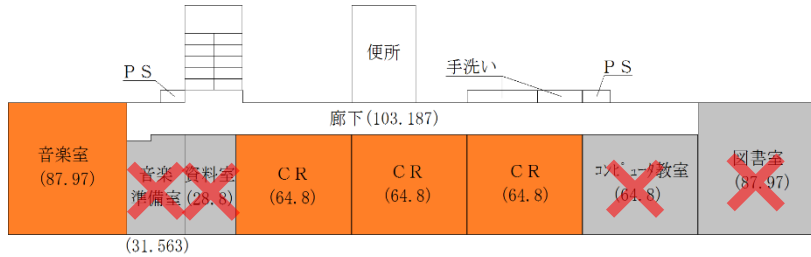 便所
ＰＳ
手洗い
ＰＳ
廊下(103.187)
音楽室
(87.97)
音楽
準備室
(31.563)
資料室
(28.8)
ＣＲ
(64.8)
ＣＲ
(64.8)
ＣＲ
(64.8)
ｺﾝﾋﾟｭｰﾀ教室
(64.8)
図書室
(87.97)